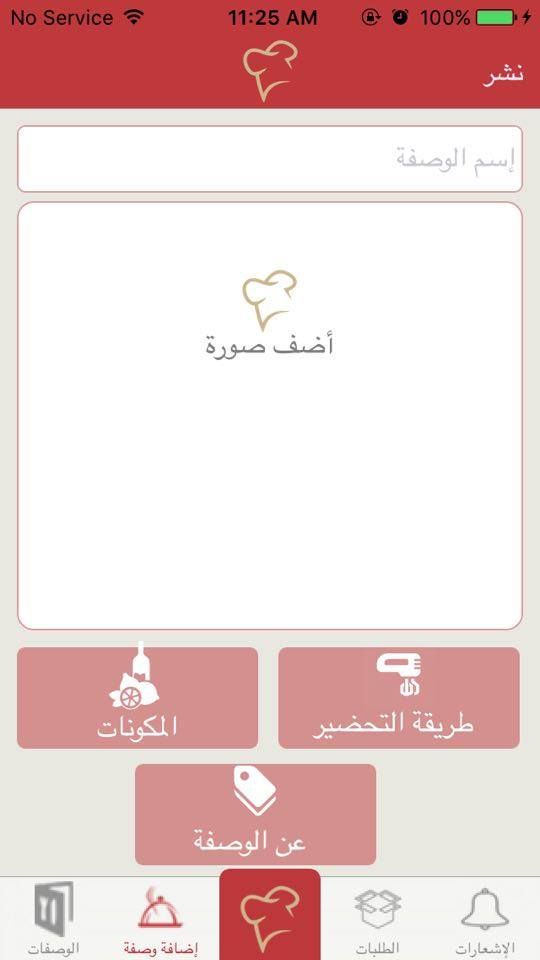 No Service 11:25 AM 100%
نشر
إسم الوصفة
أضف صورة
طريقة التحضير
المكونات
عن الوصفة
الإشعارات
الطلبات
إضافة وصفة
الوصفات